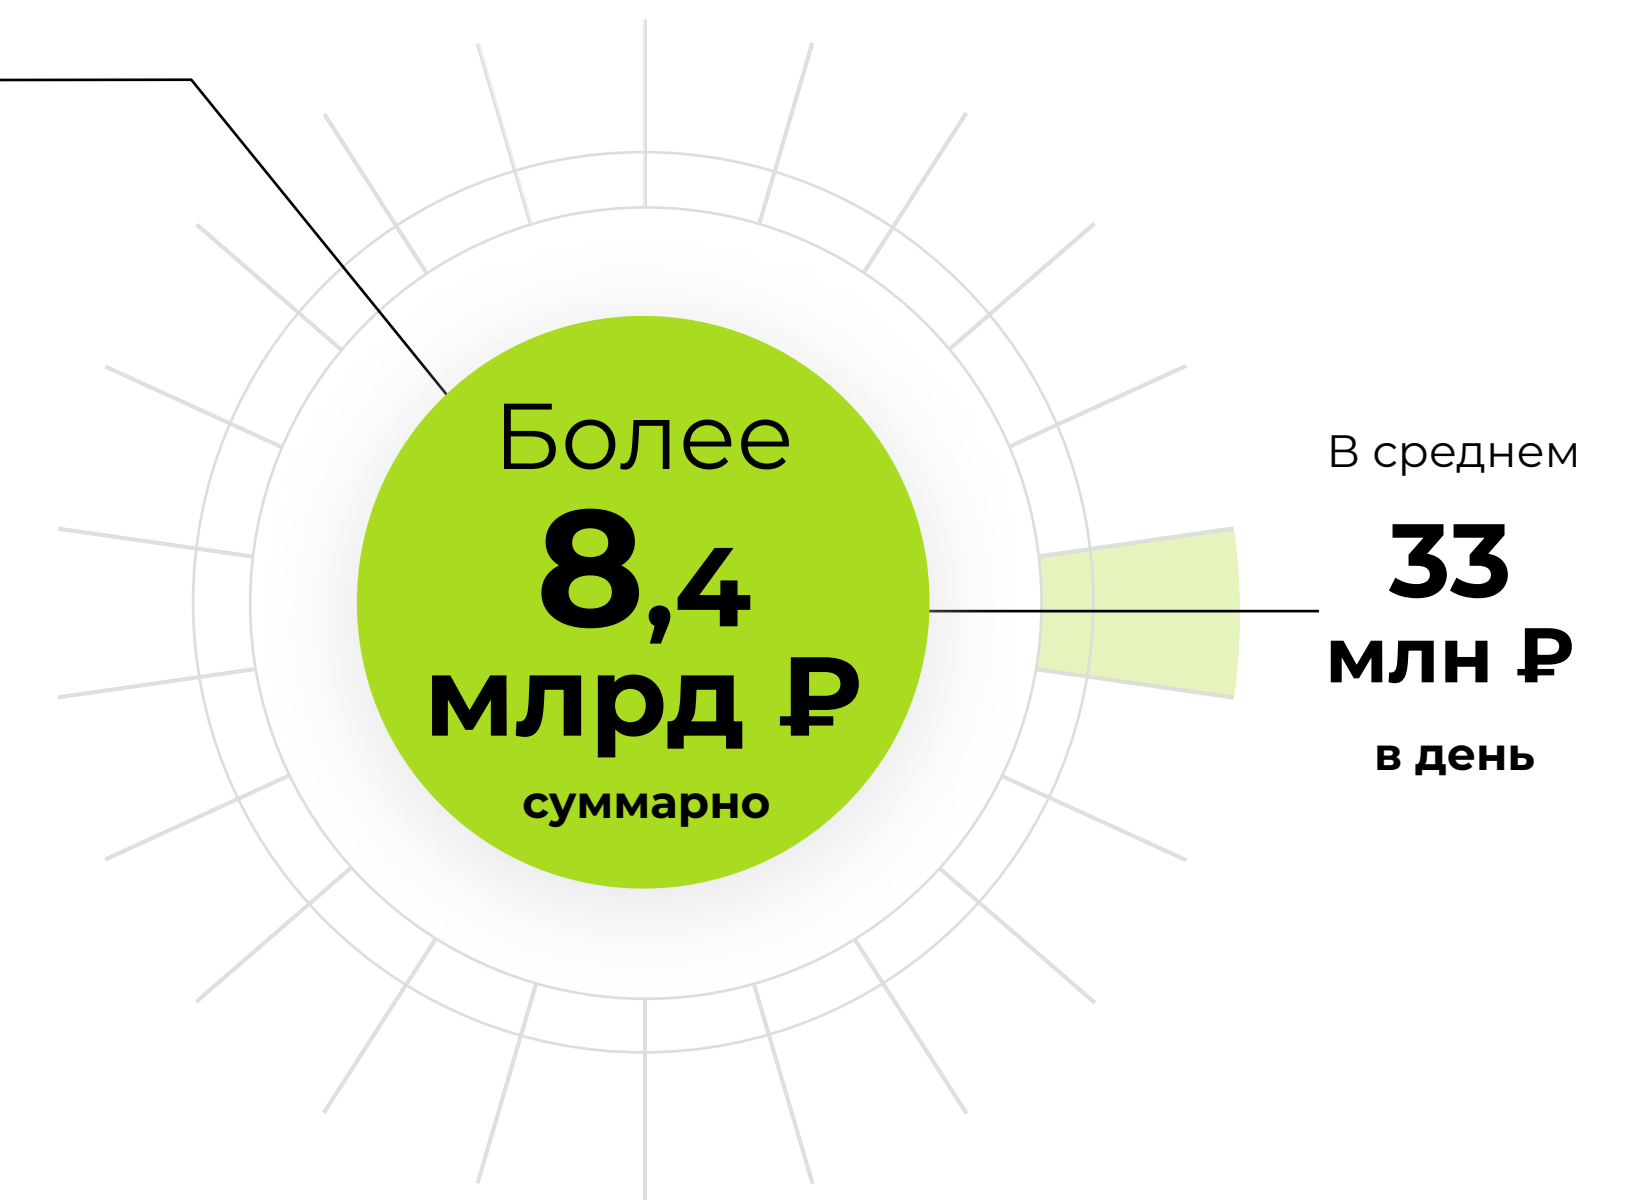 Более
8,4
млрд ₽
суммарно
В среднем
33
млн ₽
в день